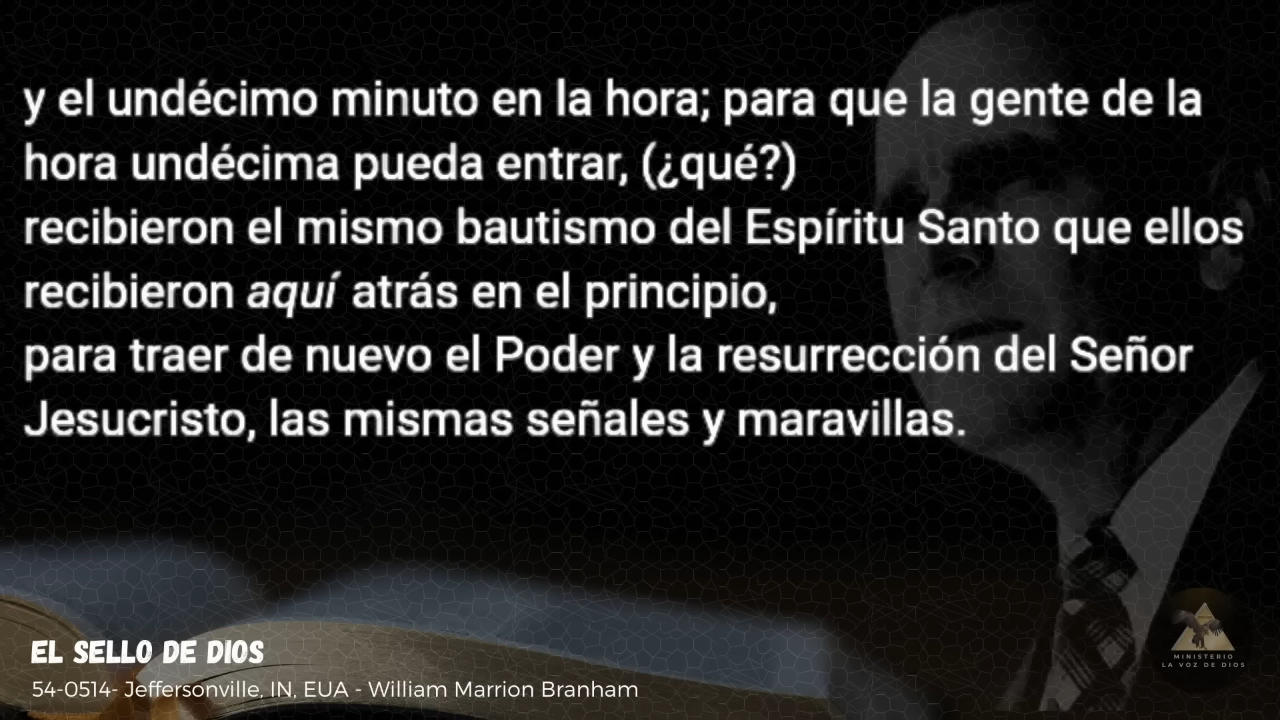 y el undécimo minuto en la hora; para que la gente de la
hora undécima pueda entrar, (¿qué?)
recibieron el mismo bautismo del Espíritu Santo que ellos
recibieron aquí atrás en el principio,
para traer de nuevo el Poder y la resurrección del Señor
Jesucristo, las mismas señales y maravillas.
EL SELLO DE DIOS
54-0514- Jeffersonville, IN, EUA - William Marrion Branham
MINISTERIO
LA VOZ DE DIOS